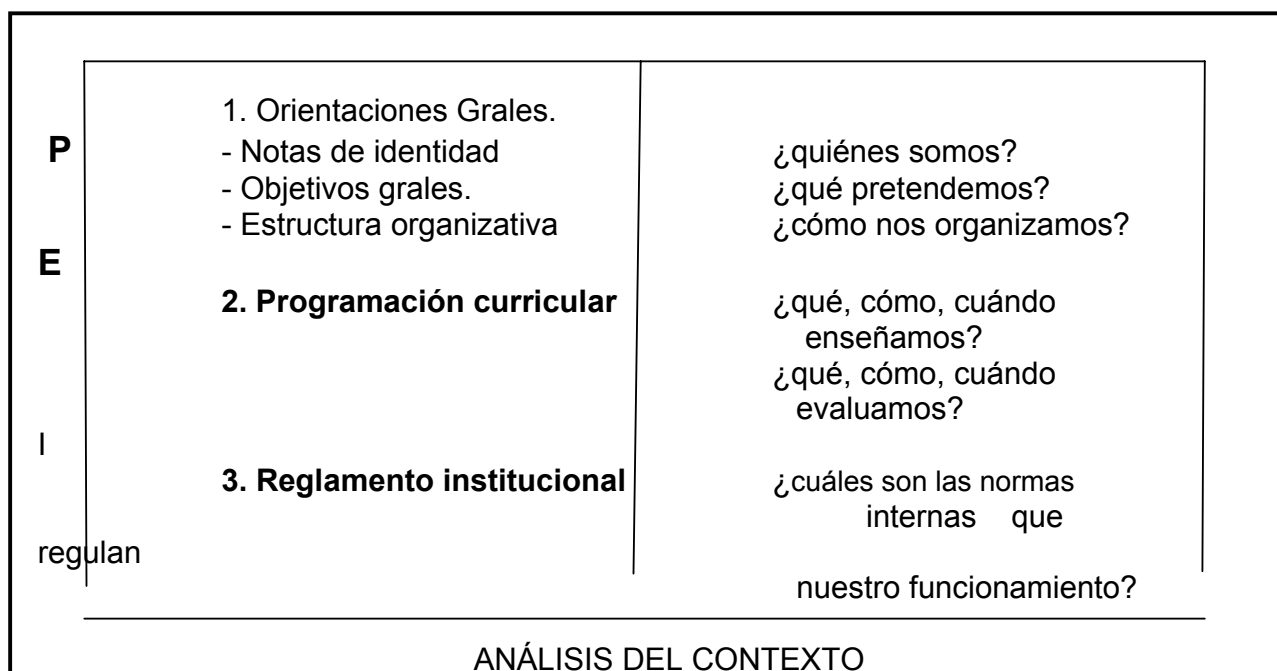 1. Orientaciones Grales.
P - Notas de identidad ¿quiénes somos?
- Objetivos grales. ¿qué pretendemos?
- Estructura organizativa ¿cómo nos organizamos?
E
2. Programación curricular ¿qué, cómo, cuándo
enseñamos?
¿qué, cómo, cuándo
evaluamos?
I
3. Reglamento institucional ¿cuáles son las normas
internas que
regulan
nuestro funcionamiento?
ANÁLISIS DEL CONTEXTO